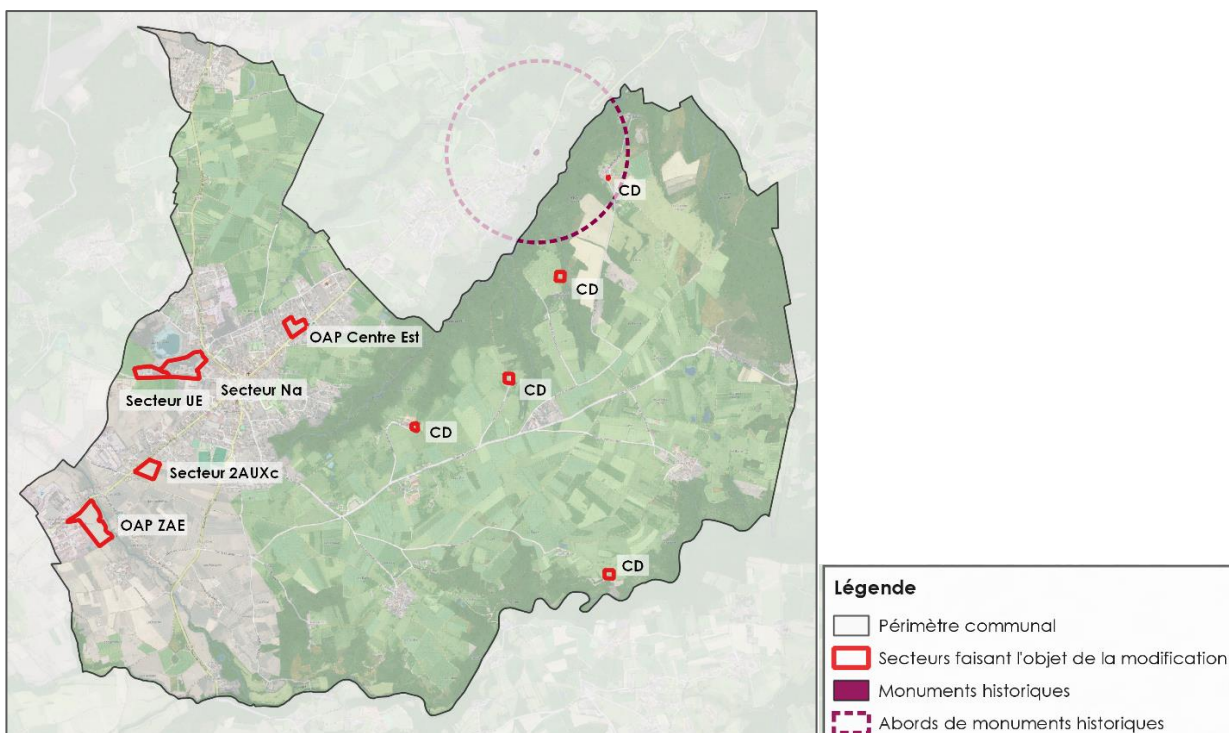 CD
CD
OAP Centre Est
CD
Secteur Na
Secteur UE
CD
Secteur 2AUXc
OAP ZAE
CD
Légende
Périmètre communal
Secteurs faisant l'objet de la modification
Monuments historiques
Abords de monuments historiques